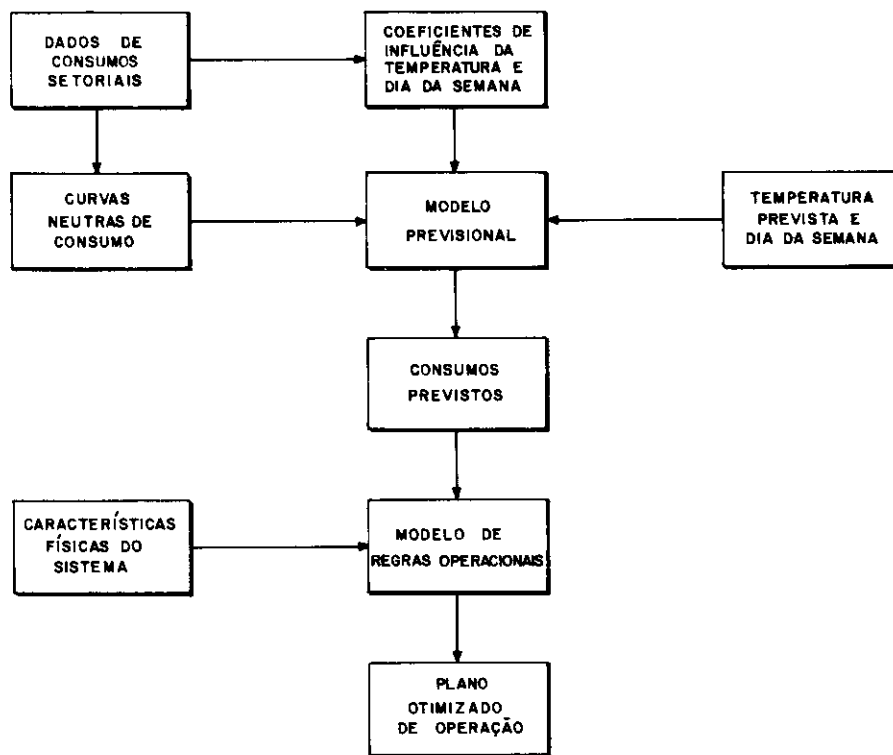 DADOS DE
CONSUMOS
SETORIAIS
COEFICIENTES DE
INFLUÊNCIA DA
TEMPERATURA E
DIA DA SEMANA
CURVAS
NEUTRAS DE
CONSUMO
MODELO
PREVISIONAL
TEMPERATURA
PREVISTA E
DIA DA SEMANA
CONSUMOS
PREVISTOS
CARACTERÍSTICAS
FÍSICAS DO
SISTEMA
MODELO DE
REGRAS OPERACIONAIS
PLANO
OTIMIZADO
DE OPERAÇÃO